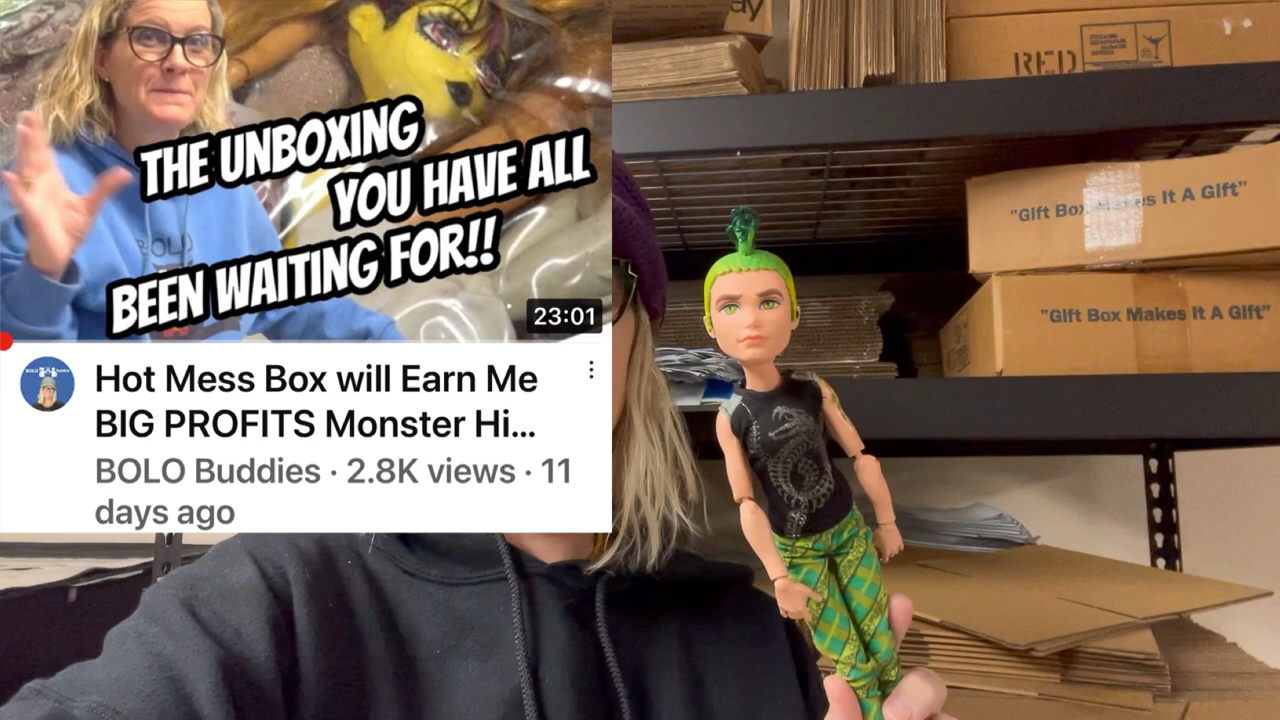 THE UNBOXING
YOU HAVE ALL
BEEN WAITING FOR!!
23:01
BOLO
Hot Mess Box will Earn Me
BIG PROFITS Monster Hi...
BOLO Buddies · 2.8K views · 11
days ago
ay
RED
"Gift Box Makes It A Gift"
"Gift Box Makes It A Gift"